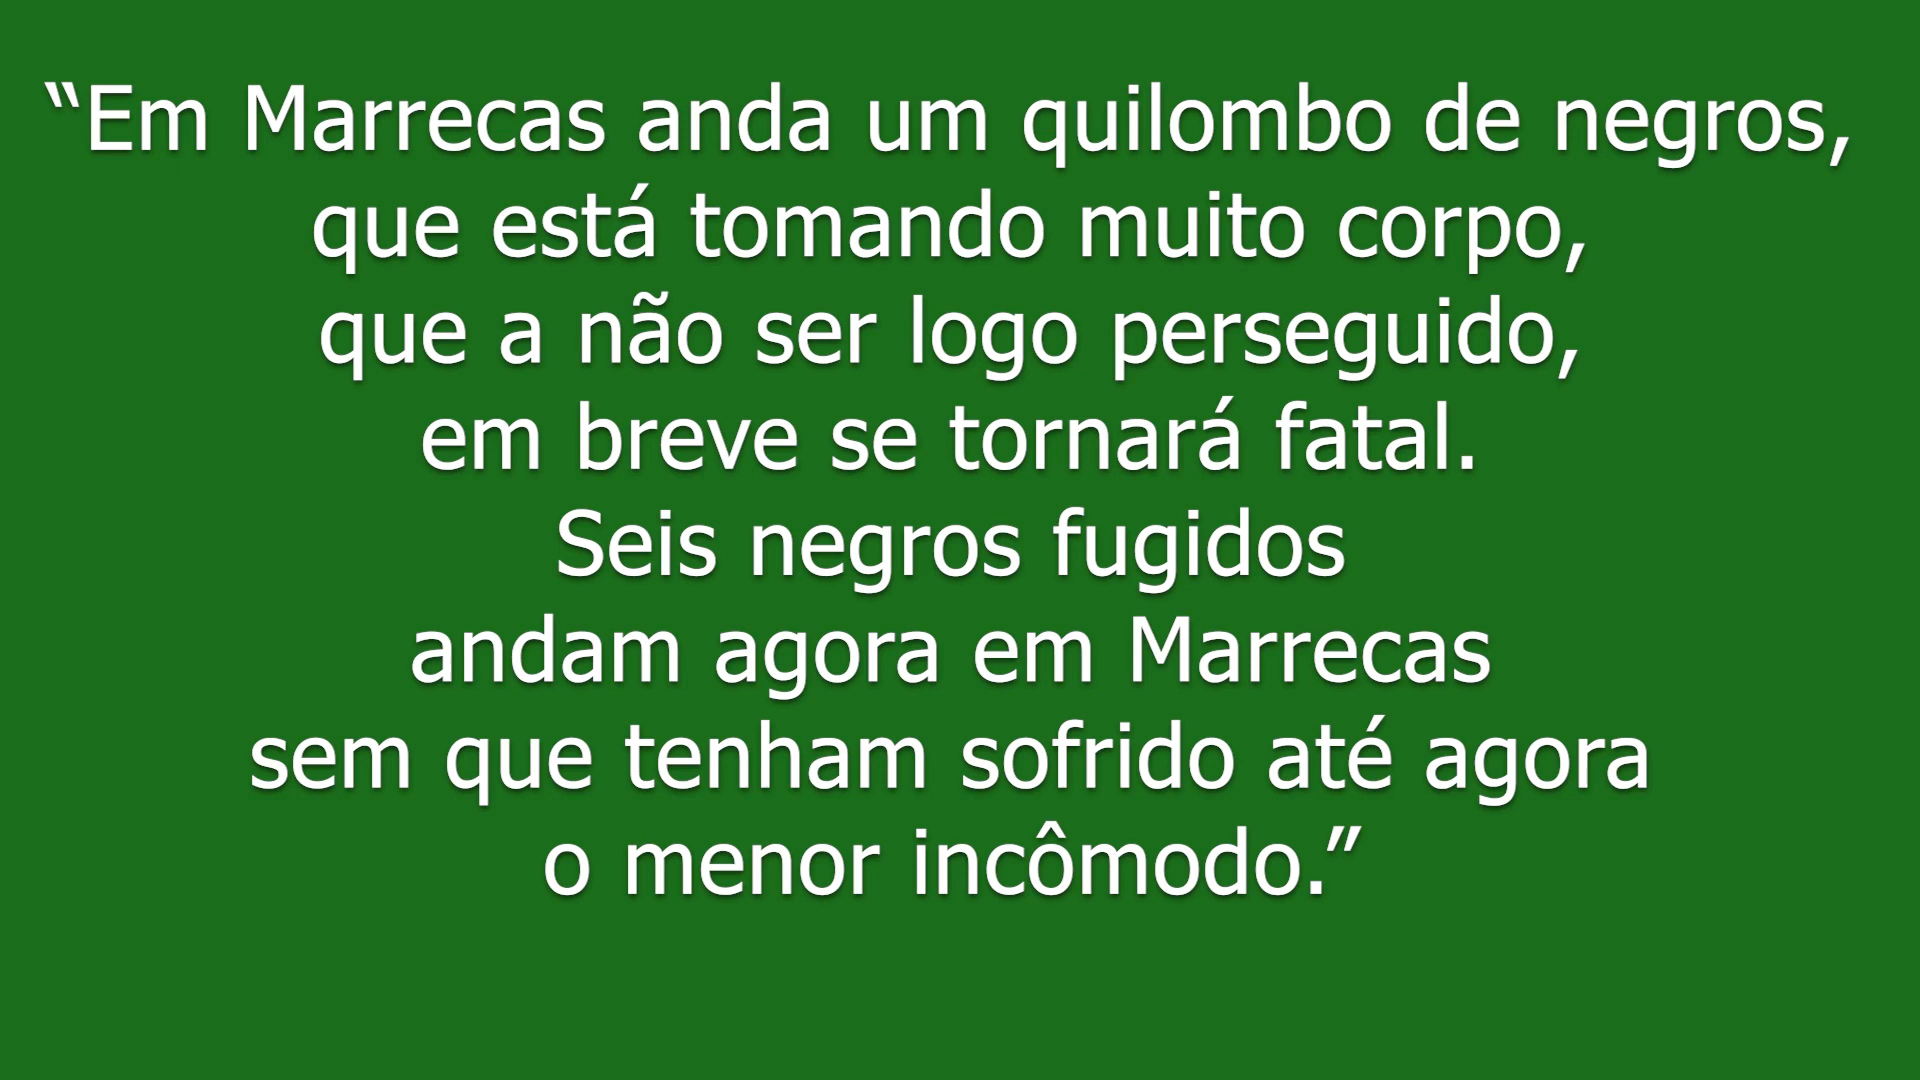 “Em Marrecas anda um quilombo de negros,
que está tomando muito corpo,
que a não ser logo perseguido,
em breve se tornará fatal.
Seis negros fugidos
andam agora em Marrecas
sem que tenham sofrido até agora
o menor incômodo.”